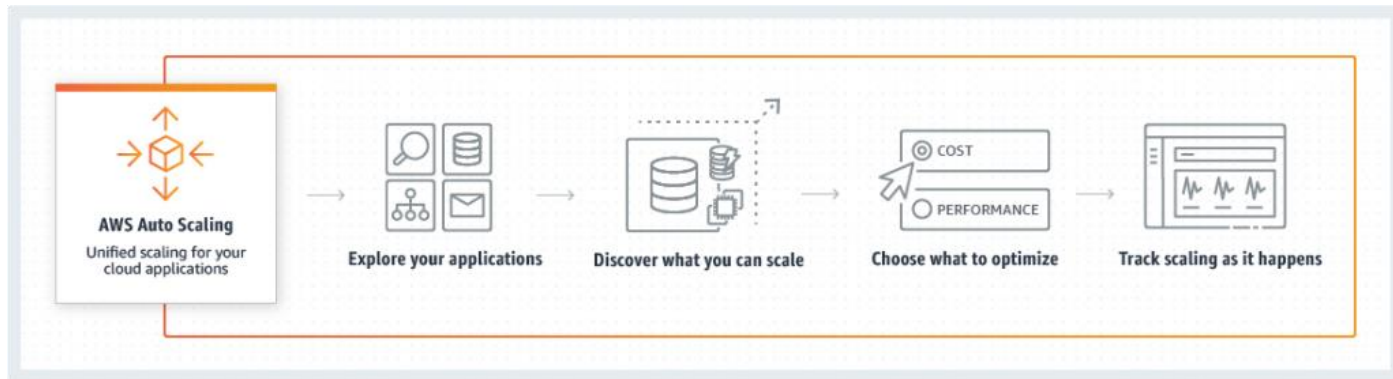 AWS Auto Scaling
Unified scaling for your
cloud applications
Explore your applications
Discover what you can scale
COST
PERFORMANCE
Choose what to optimize
Track scaling as it happens